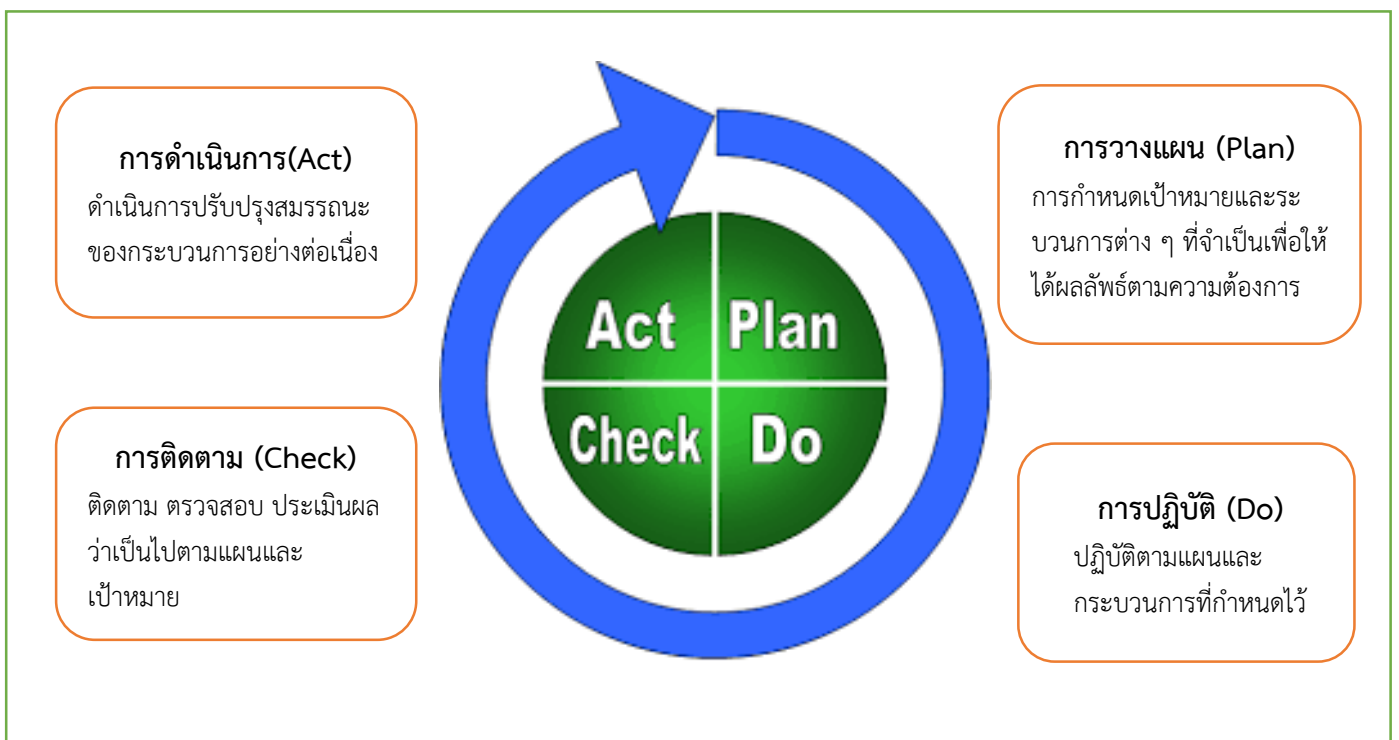 การดำเนินการ(Act)
ดำเนินการปรับปรุงสมรรถนะ
ของกระบวนการอย่างต่อเนื่อง
การวางแผน (Plan)
การกำหนดเป้าหมายและระ
บวนการต่าง ๆ ที่จำเป็นเพื่อให้
ได้ผลลัพธ์ตามความต้องการ
Act
Plan
Check
Do
การติดตาม (Check)
ติดตาม ตรวจสอบ ประเมินผล
ว่าเป็นไปตามแผนและ
เป้าหมาย
การปฏิบัติ (Do)
ปฏิบัติตามแผนและ
กระบวนการที่กำหนดไว้